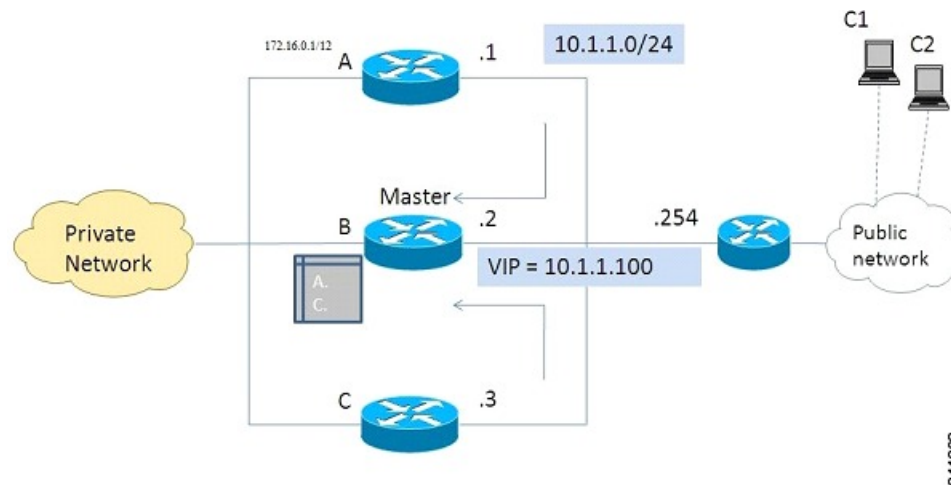 172.16.0.1/12
A
.1
10.1.1.0/24
C1
C2
Master
B
.2
.254
Private
Network
Public
network
VIP = 10.1.1.100
A.
C.
C
.3